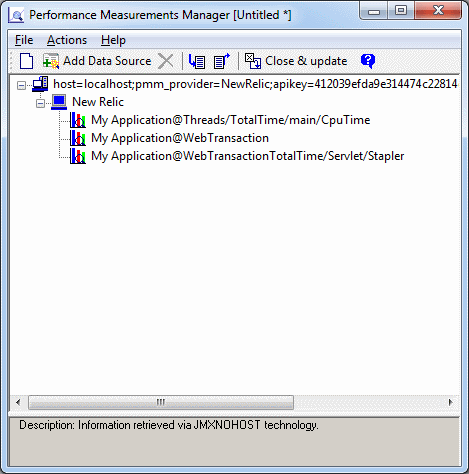 Performance Measurements Manager [Untitled *]
File Actions Help
Add Data Source Close & update
host=localhost;pmm_provider=NewRelic;apikey=412039efda9e314474c22814
New Relic
My Application@Threads/TotalTime/main/CpuTime
My Application@WebTransaction
My Application@WebTransactionTotalTime/Servlet/Stapler
Description: Information retrieved via JMXNOHOST technology.